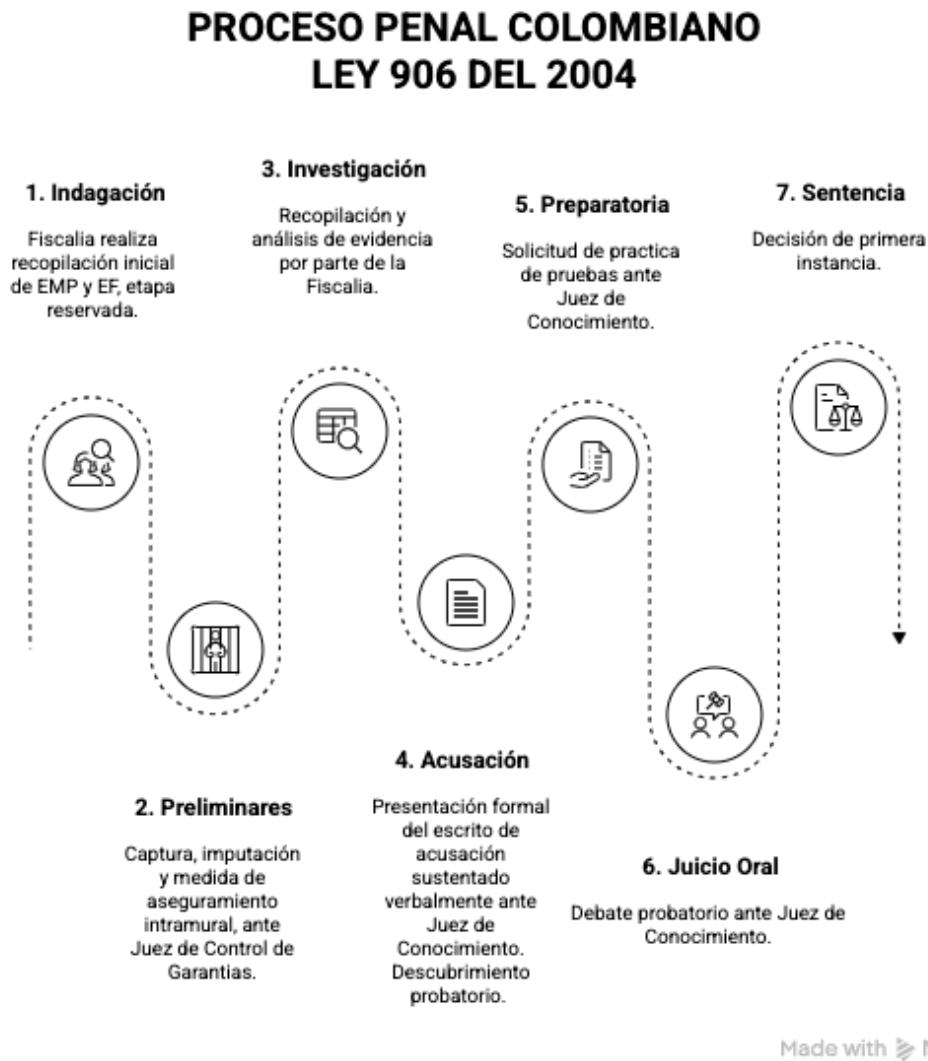 PROCESO PENAL COLOMBIANO
LEY 906 DEL 2004
1. Indagación
Fiscalia realiza
recopilación inicial
de EMP y EF, etapa
reservada.
2. Preliminares
Captura, imputación
y medida de
aseguramiento
intramural, ante
Juez de Control de
Garantias.
3. Investigación
Recopilación y
análisis de evidencia
por parte de la
Fiscalia.
4. Acusación
Presentación formal
del escrito de
acusación
sustentado
verbalmente ante
Juez de
Conocimiento.
Descubrimiento
probatorio.
5. Preparatoria
Solicitud de practica
de pruebas ante
Juez de
Conocimiento.
6. Juicio Oral
Debate probatorio ante Juez de
Conocimiento.
7. Sentencia
Decisión de primera
instancia.
Made with